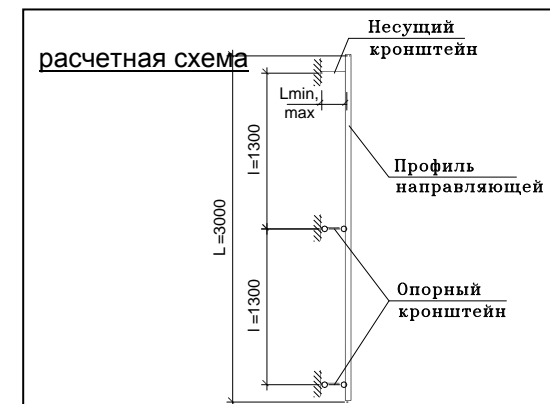 Несущий
кронштейн
расчетная схема
Lmin,
max
l =1300
Профиль
направляющей
L =3000
l =1300
Опорный
кронштейн